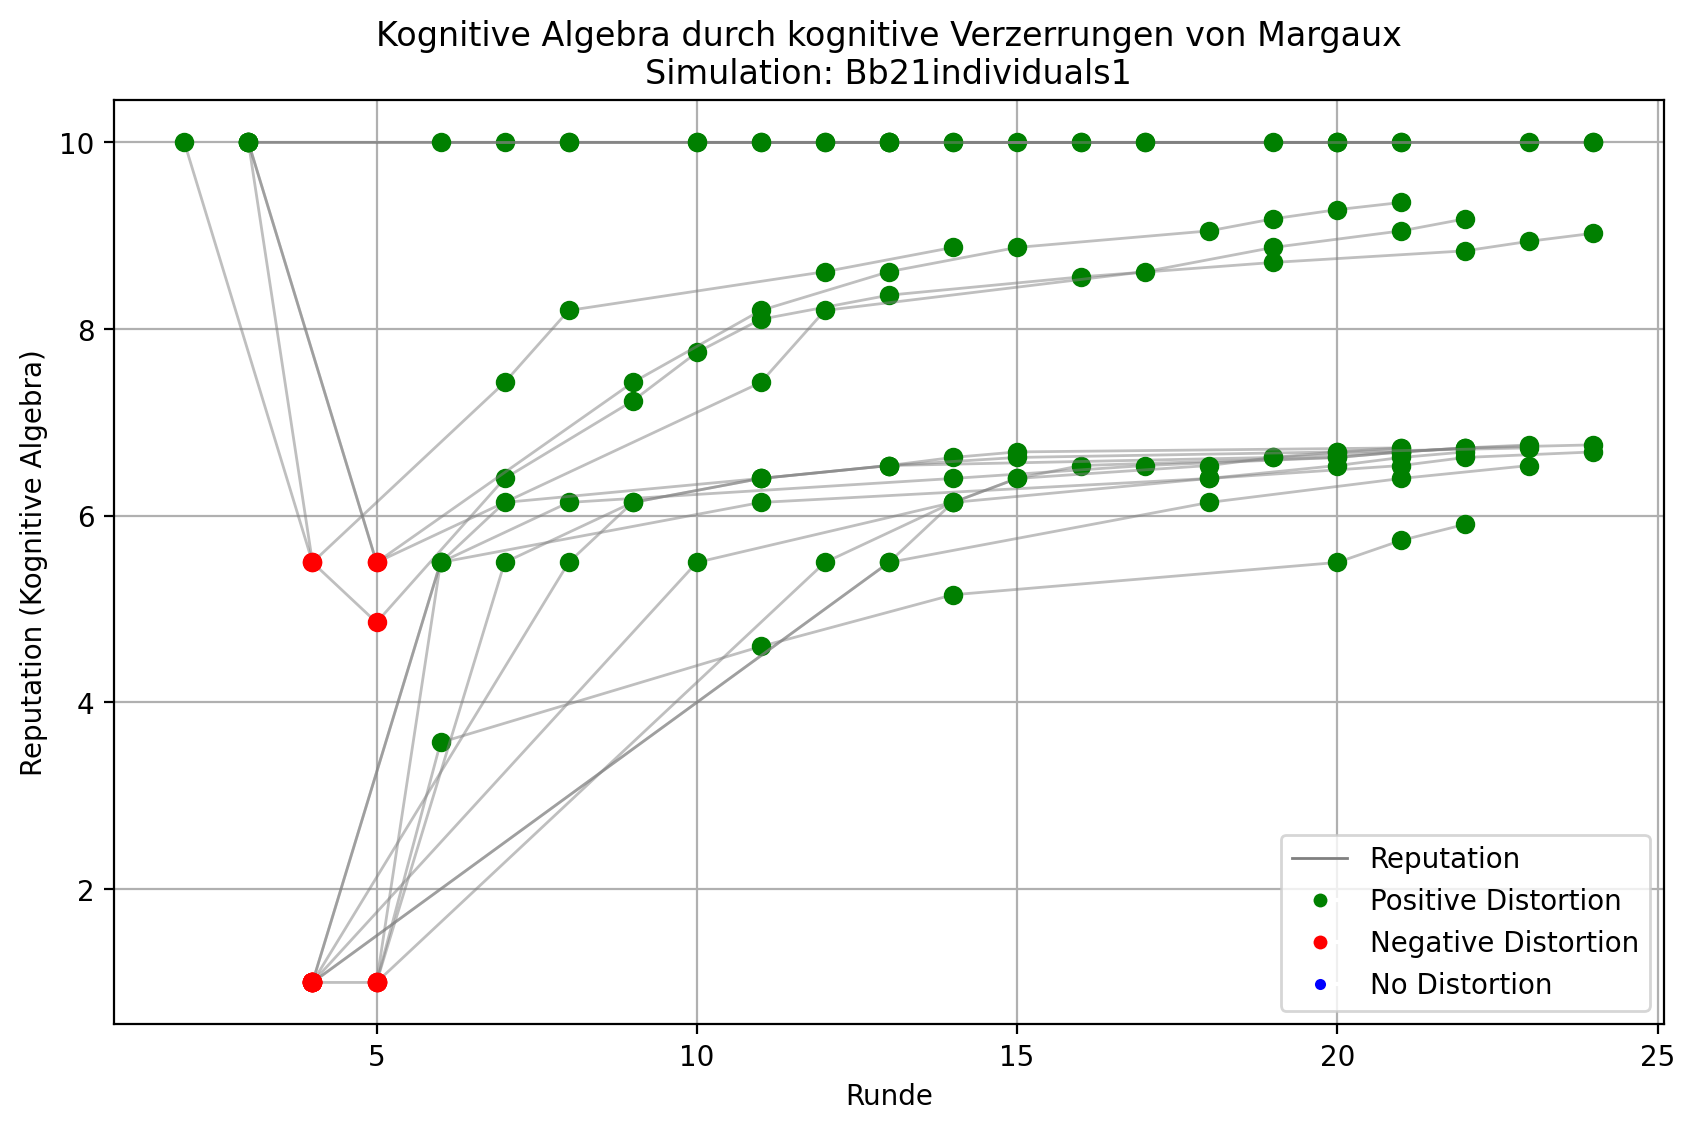 Kognitive Algebra durch kognitive Verzerrungen von Margaux
Simulation: Bb21individuals1
Reputation (Kognitive Algebra)
10
8
6
4
2
5
10
15
20
25
Runde
Reputation
Positive Distortion
Negative Distortion
No Distortion